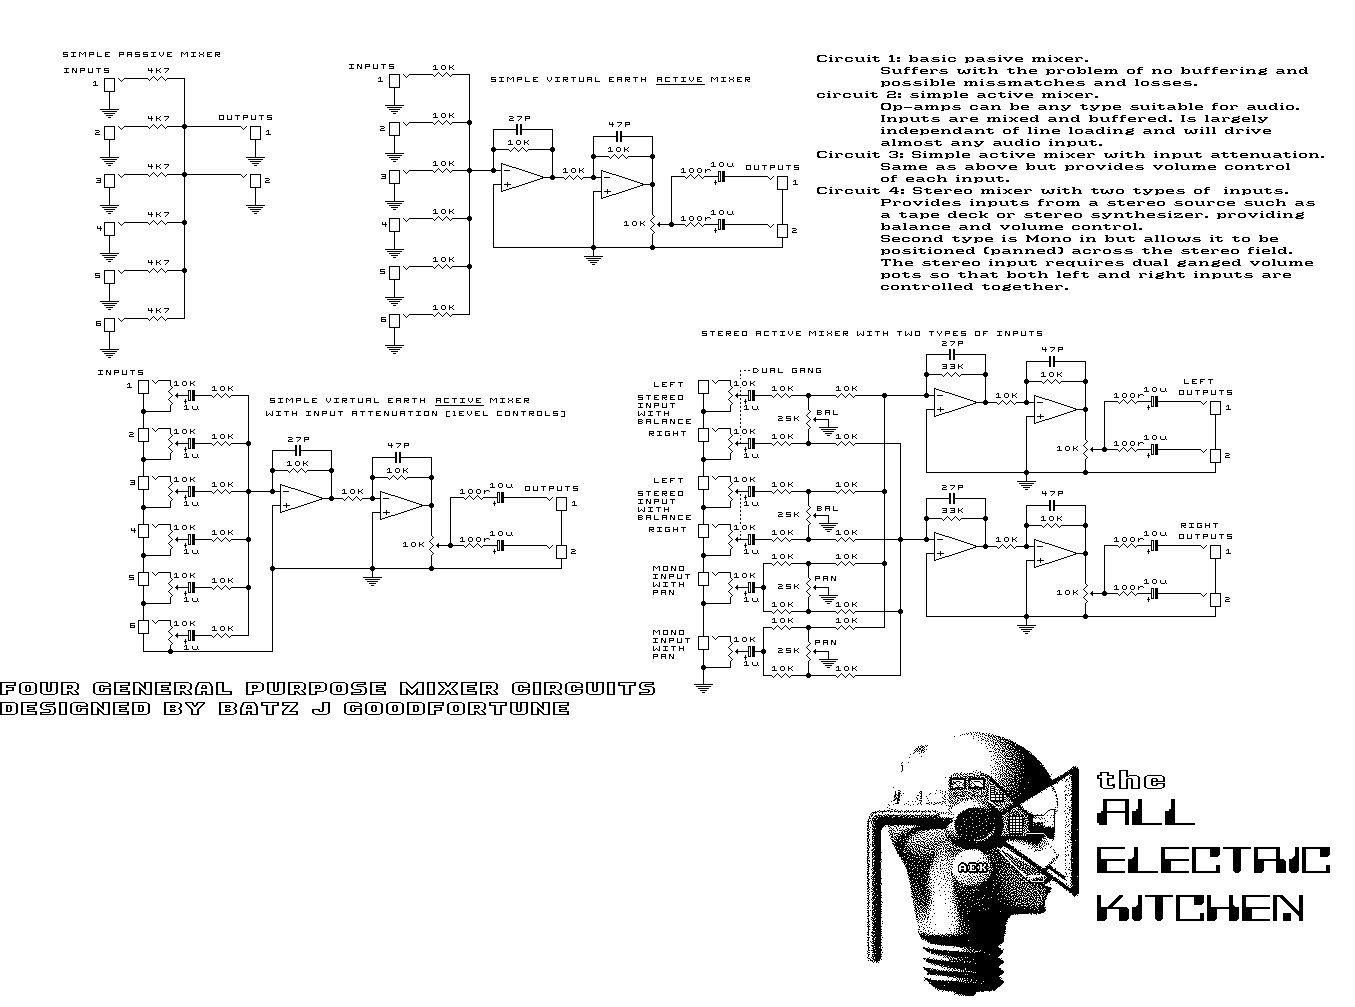 SIMPLE PASSIVE MIXER
INPUTS
1 4K7
2 4K7
OUTPUTS
1
3 4K7
2
4 4K7
5 4K7
6 4K7
INPUTS
1 10K
SIMPLE VIRTUAL EARTH ACTIVE MIXER
2 10K
27P
10K
47P
10K
3 10K
10K
10K
100r 10u OUTPUTS
1
100r 10u
2
4 10K
5 10K
6 10K
Circuit 1: basic pasive mixer.
Suffers with the problem of no buffering and
possible missmatches and losses.
circuit 2: simple active mixer.
Op-amps can be any type suitable for audio.
Inputs are mixed and buffered. Is largely
independant of line loading and will drive
almost any audio input.
Circuit 3: Simple active mixer with input attenuation.
Same as above but provides volume control
of each input.
Circuit 4: Stereo mixer with two types of inputs.
Provides inputs from a stereo source such as
a tape deck or stereo synthesizer. providing
balance and volume control.
Second type is Mono in but allows it to be
positioned (panned) across the stereo field.
The stereo input requires dual ganged volume
pots so that both left and right inputs are
controlled together.
INPUTS
1 10K 1u 10K
SIMPLE VIRTUAL EARTH ACTIVE MIXER
WITH INPUT ATTENUATION [LEVEL CONTROLS]
2 10K 1u 10K
27P
10K
47P
10K
3 10K 1u 10K
10K
10K
100r 10u OUTPUTS
1
100r 10u
2
4 10K 1u 10K
5 10K 1u 10K
6 10K 1u 10K
STEREO ACTIVE MIXER WITH TWO TYPES OF INPUTS
DUAL GANG
LEFT
STEREO
INPUT
WITH
BALANCE
RIGHT
10K 1u 10K 10K
25K BAL
10K 1u 10K 10K
LEFT
STEREO
INPUT
WITH
BALANCE
RIGHT
10K 1u 10K 10K
25K BAL
10K 1u 10K 10K
MONO
INPUT
WITH
PAN
10K 1u
10K 10K
25K PAN
10K 10K
MONO
INPUT
WITH
PAN
10K 1u
10K 10K
25K PAN
10K 10K
27P
33K
47P
10K
10K
10K
100r 10u
100r 10u
LEFT
OUTPUTS
1
2
27P
33K
47P
10K
10K
10K
100r 10u
100r 10u
RIGHT
OUTPUTS
1
2
FOUR GENERAL PURPOSE MIXER CIRCUITS
DESIGNED BY BATZ J GOODFORTUNE
AEK
the
ALL
ELECTRIC
KITCHEN